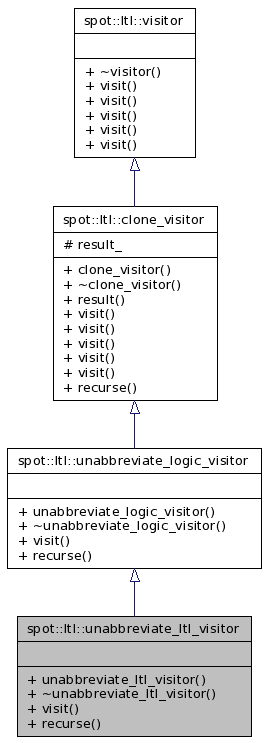 spot::ltl::visitor
+ ~visitor()
+ visit()
+ visit()
+ visit()
+ visit()
+ visit()
spot::ltl::clone_visitor
# result_
+ clone_visitor()
+ ~clone_visitor()
+ result()
+ visit()
+ visit()
+ visit()
+ visit()
+ visit()
+ recurse()
spot::ltl::unabbreviate_logic_visitor
+ unabbreviate_logic_visitor()
+ ~unabbreviate_logic_visitor()
+ visit()
+ recurse()
spot::ltl::unabbreviate_ltl_visitor
+ unabbreviate_ltl_visitor()
+ ~unabbreviate_ltl_visitor()
+ visit()
+ recurse()